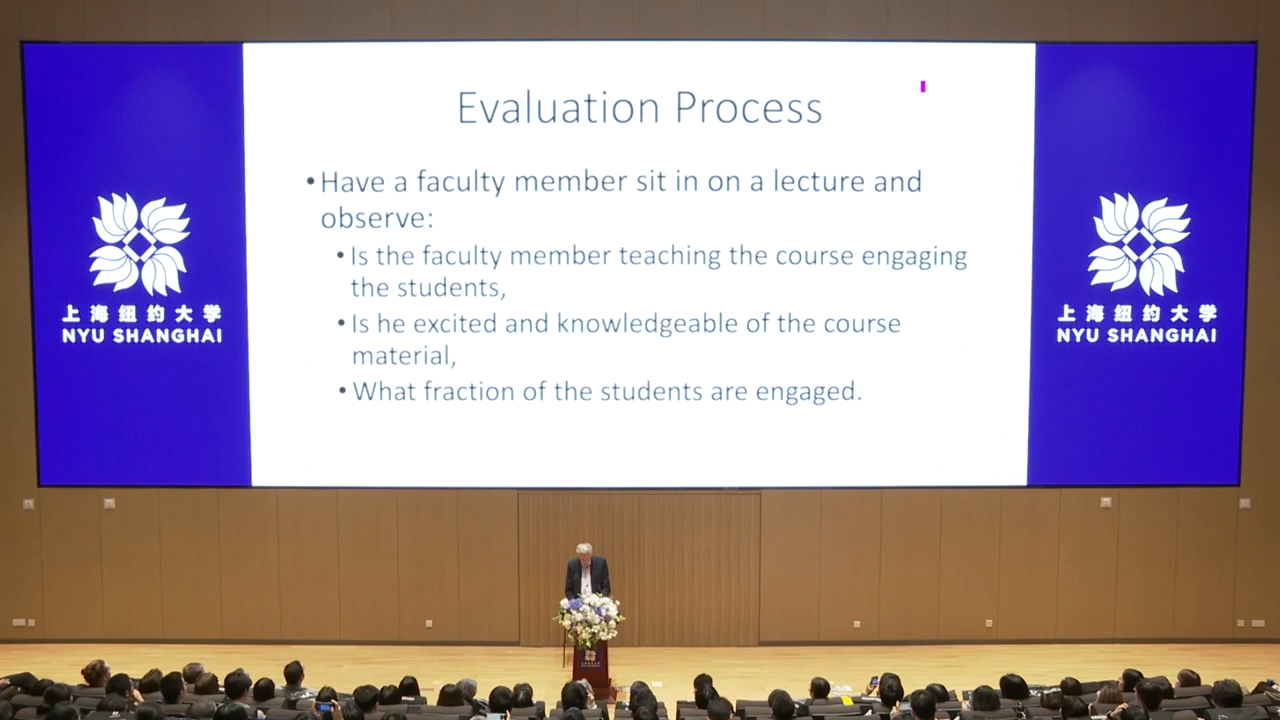 Evaluation Process
•Have a faculty member sit in on a lecture and
observe:
•Is the faculty member teaching the course engaging
the students,
•Is he excited and knowledgeable of the course
material,
•What fraction of the students are engaged.
上海纽约大学
NYU SHANGHAI
上海纽约大学
NYU SHANGHAI